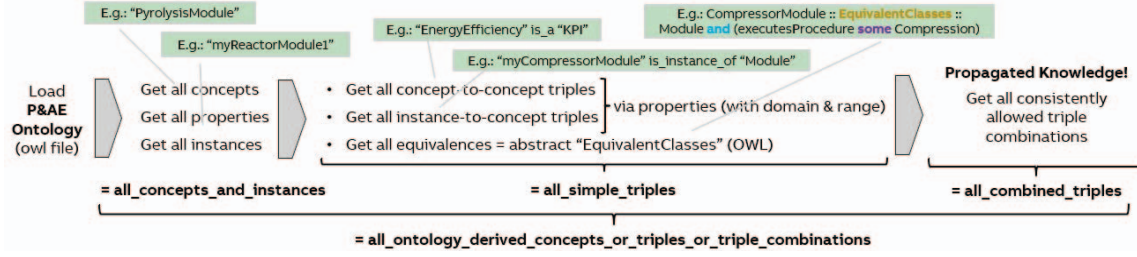 E.g.: “PyrolysisModule”
E.g.: “myReactorModule1”
E.g.: “EnergyEfficiency” is_a “KPI”
E.g.: “myCompressorModule” is_instance_of “Module”
E.g.: CompressorModule :: EquivalentClasses ::
Module and (executesProcedure some Compression)
Load
P&AE
Ontology
(owl file)
Get all concepts
Get all properties
Get all instances
• Get all concept-to-concept triples
• Get all instance-to-concept triples
via properties (with domain & range)
• Get all equivalences = abstract “EquivalentClasses” (OWL)
Propagated Knowledge!
Get all consistently
allowed triple
combinations
= all_concepts_and_instances
= all_simple_triples
= all_combined_triples
= all_ontology_derived_concepts_or_triples_or_triple_combinations